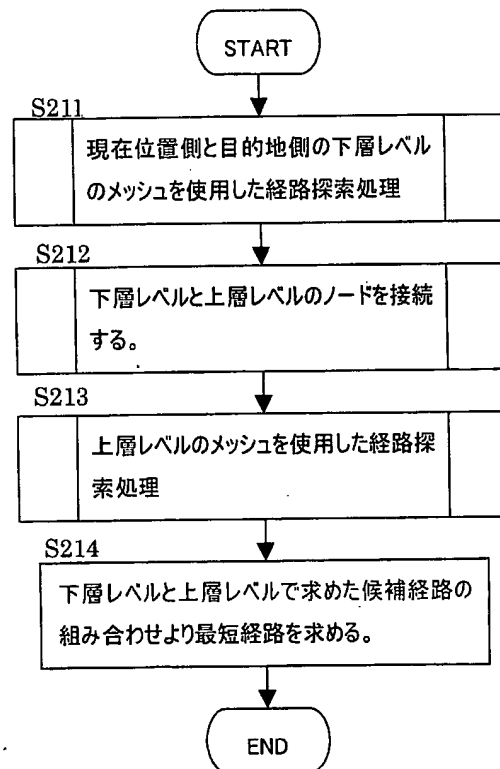 START
S211
現在位置側と目的地側の下層レベル
のメッシュを使用した経路探索処理
S212
下層レベルと上層レベルのノードを接続
する。
S213
上層レベルのメッシュを使用した経路探
索処理
S214
下層レベルと上層レベルで求めた候補経路の
組み合わせより最短経路を求める。
END